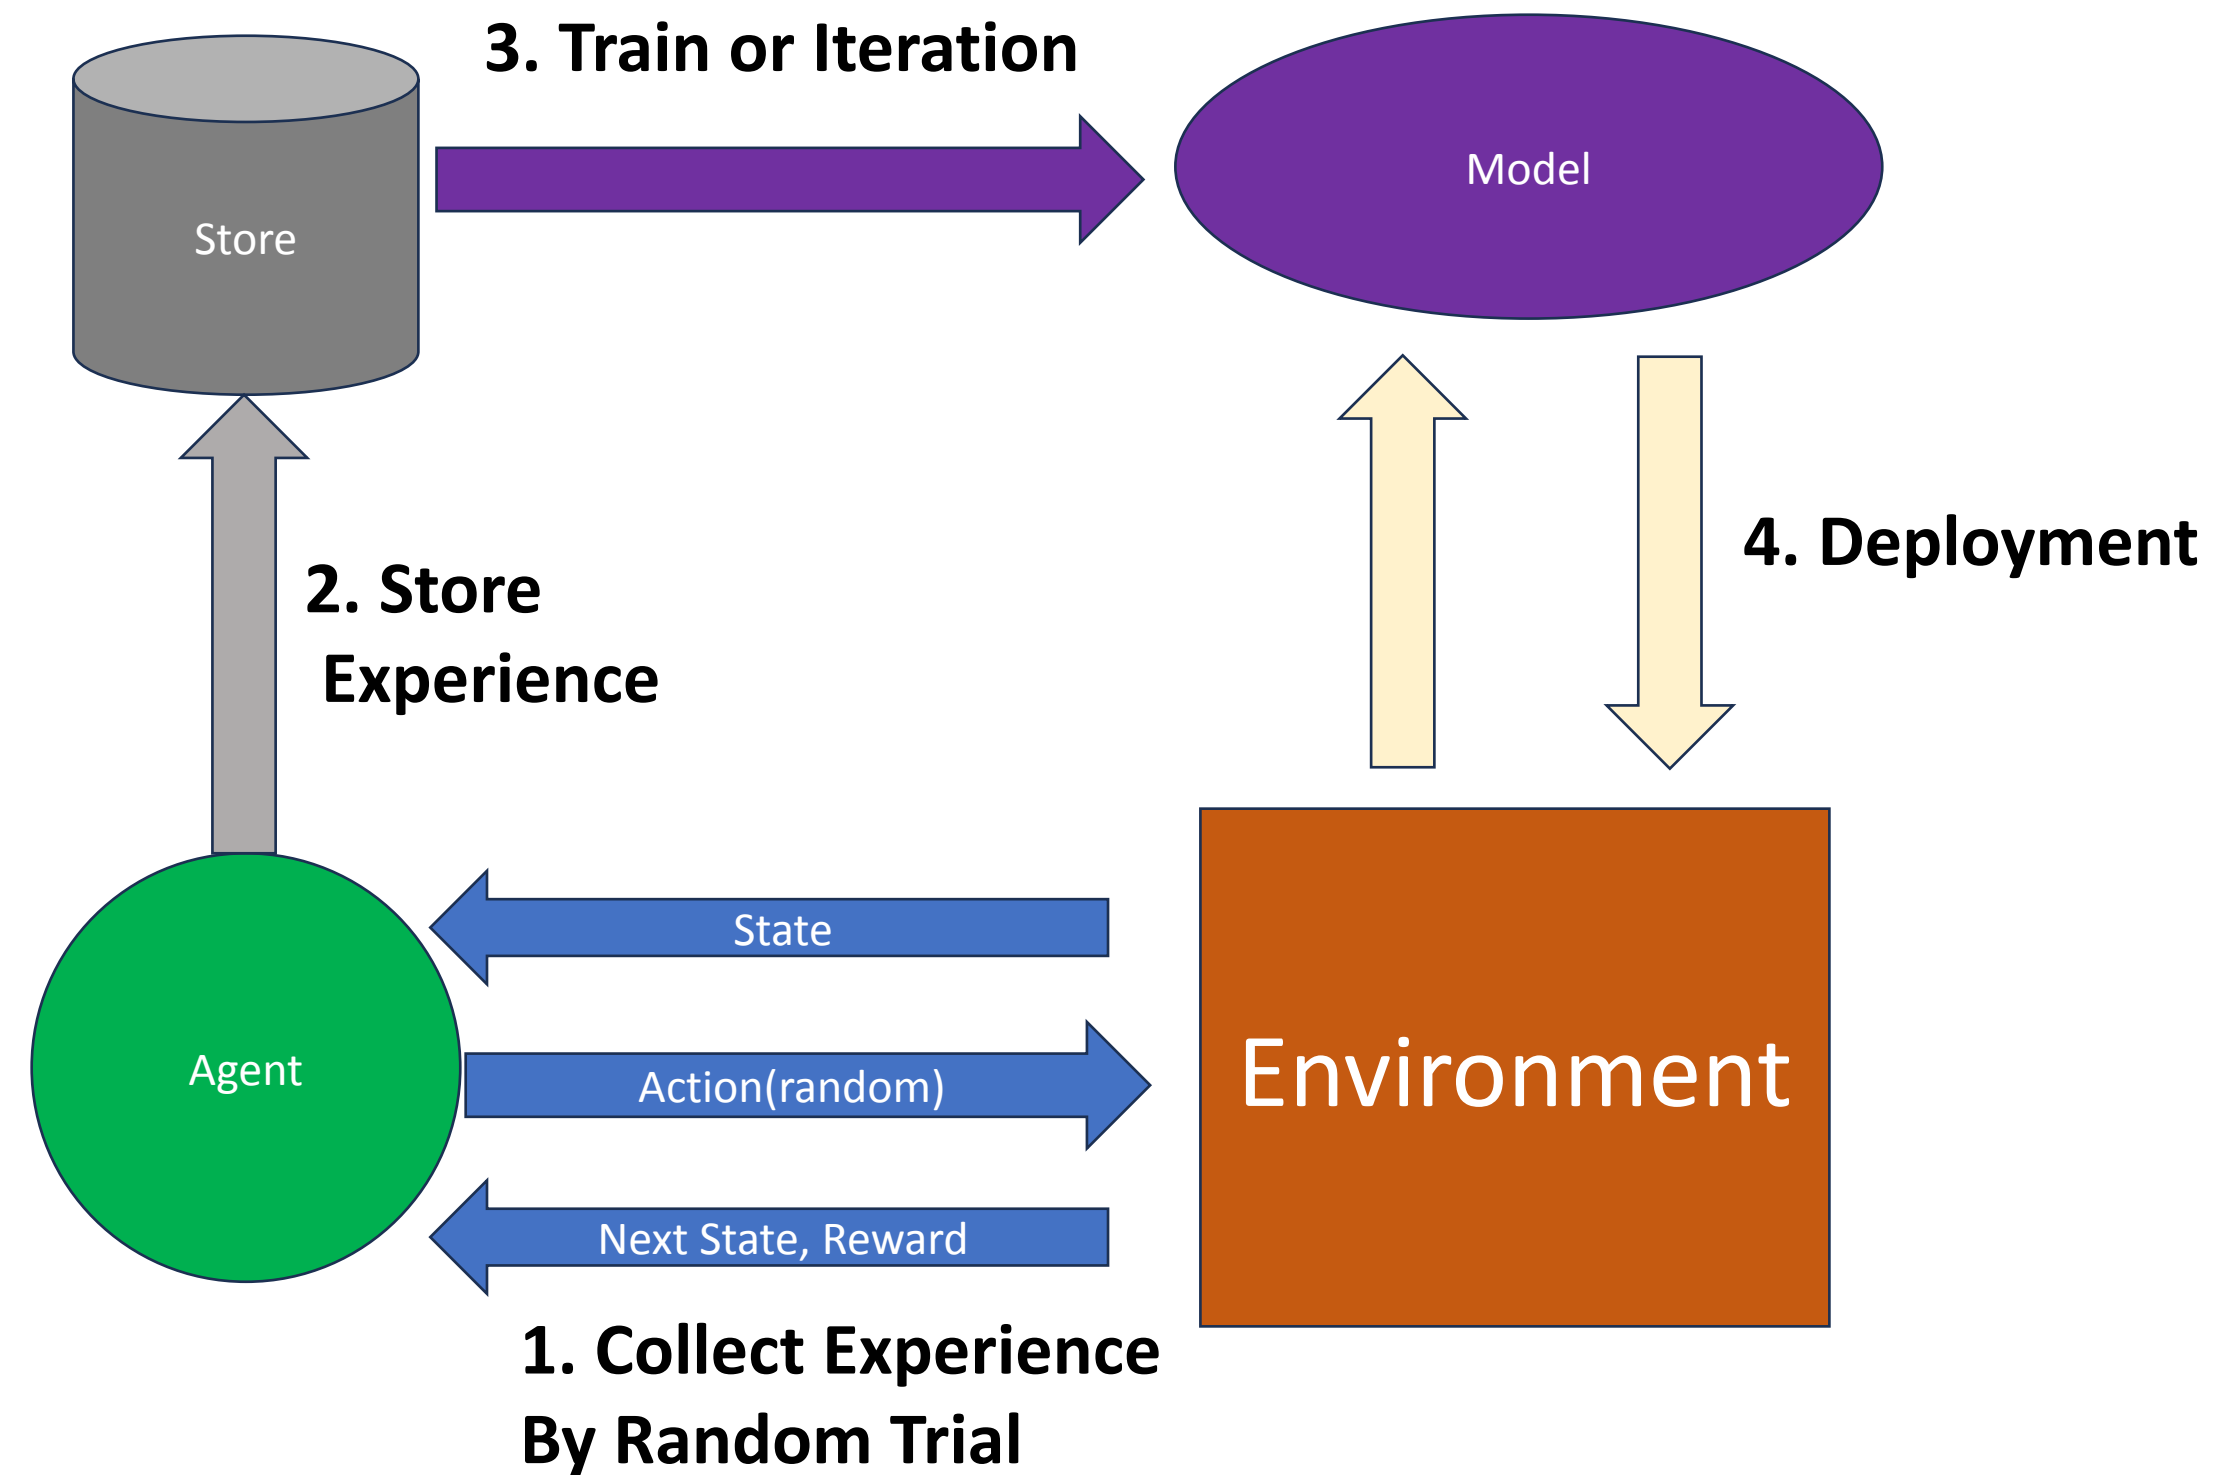 3. Train or Iteration
Model
Store
4. Deployment
2. Store
Experience
State
Agent
Action(random)
Environment
Next State, Reward
1. Collect Experience
By Random Trial